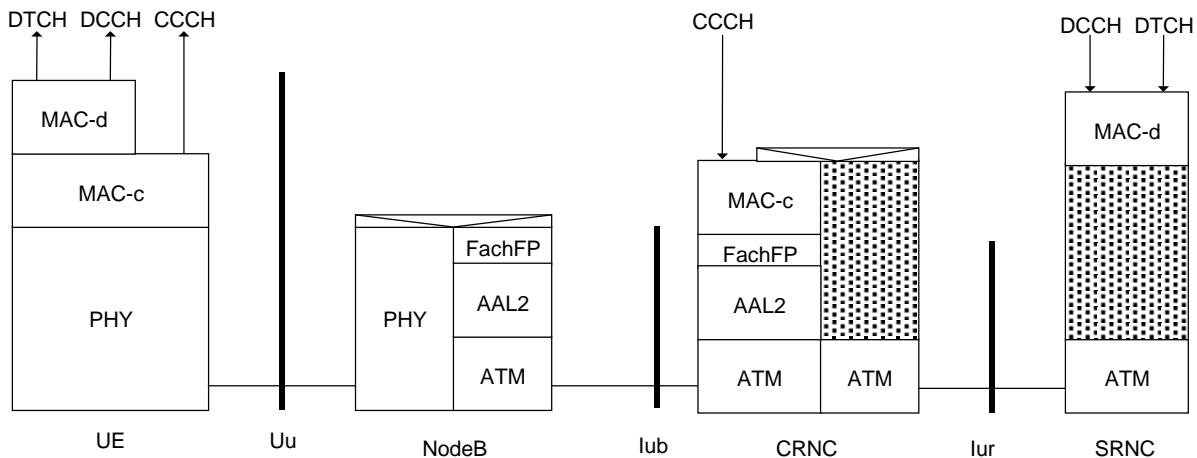 DTCH DCCH CCCH
CCCH
DCCH DTCH
MAC-d
MAC-d
MAC-c
MAC-c
FachFP
FachFP
PHY
PHY
AAL2
AAL2
ATM
ATM
ATM
ATM
UE
Uu
NodeB
Iub
CRNC
Iur
SRNC